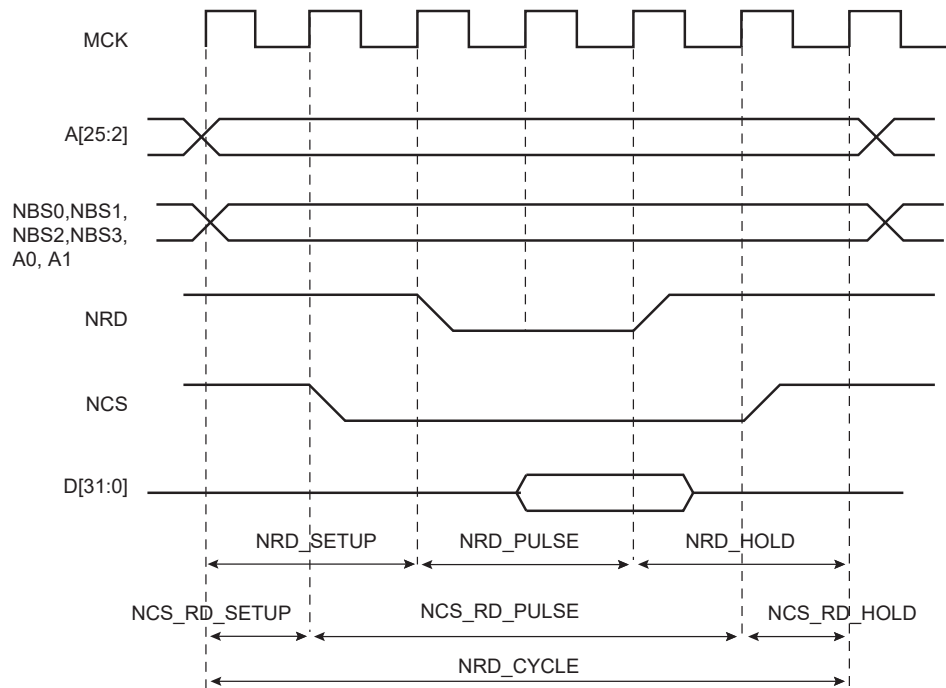 MCK
A[25:2]
NBS0,NBS1,
NBS2,NBS3,
A0, A1
NRD
NCS
D[31:0]
NRD_SETUP NRD_PULSE NRD_HOLD
NCS_RD_SETUP NCS_RD_PULSE NCS_RD_HOLD
NRD_CYCLE